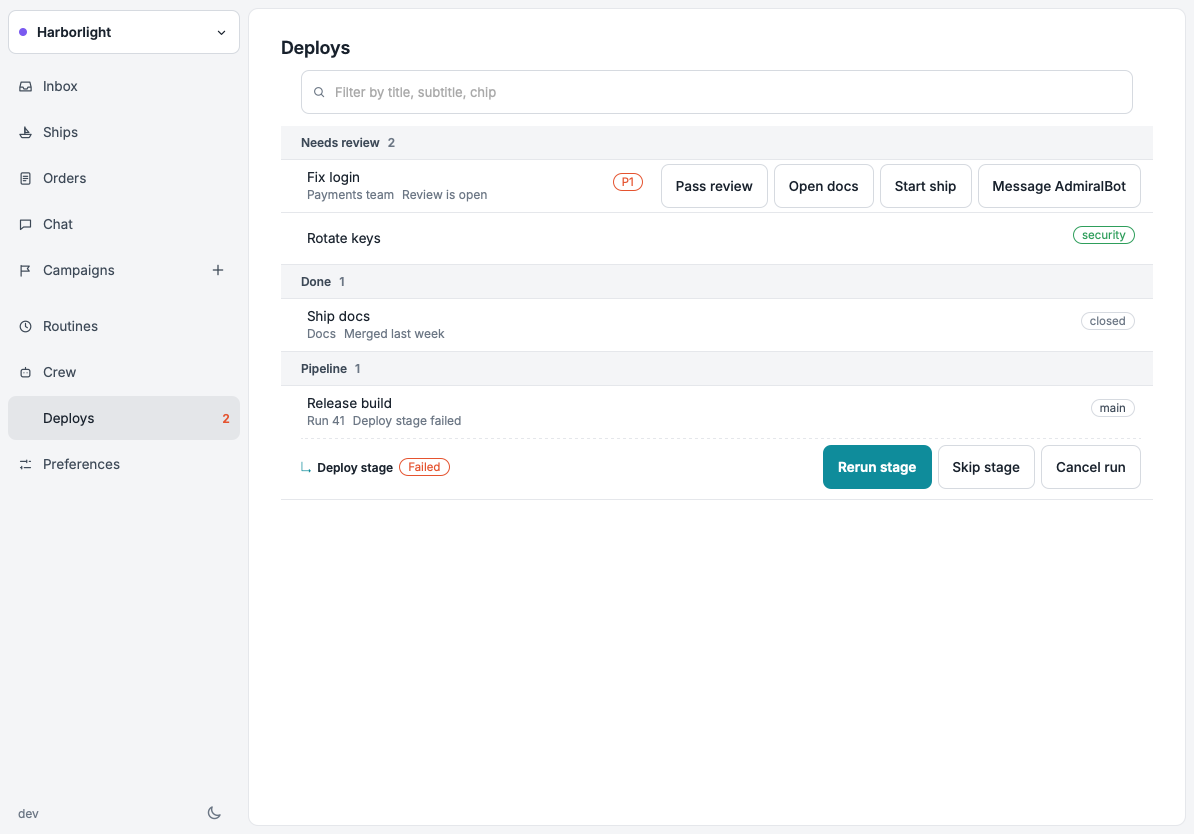 Harborlight
Inbox
Ships
Orders
Chat
Campaigns
Routines
Crew
Deploys 2
Preferences
dev
Deploys
Filter by title, subtitle, chip
Needs review 2
Fix login
Payments team Review is open
P1
Pass review
Open docs
Start ship
Message AdmiralBot
Rotate keys
security
Done 1
Ship docs
Docs Merged last week
closed
Pipeline 1
Release build
Run 41 Deploy stage failed
main
Deploy stage Failed
Rerun stage
Skip stage
Cancel run